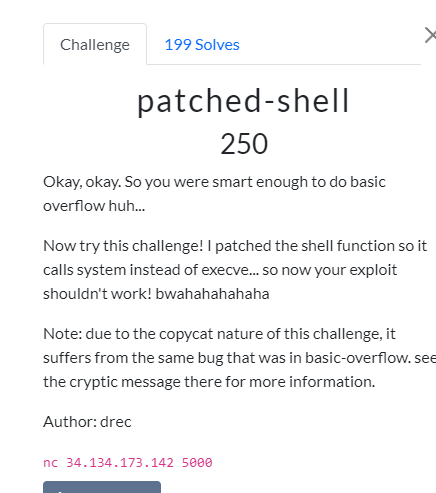 Challenge
199 Solves
patched-shell
250
Okay, okay. So you were smart enough to do basic
overflow huh...
Now try this challenge! I patched the shell function so it
calls system instead of execve... so now your exploit
shouldn't work! bwahahahahaha
Note: due to the copycat nature of this challenge, it
suffers from the same bug that was in basic-overflow. see
the cryptic message there for more information.
Author: drec
nc 34.134.173.142 5000